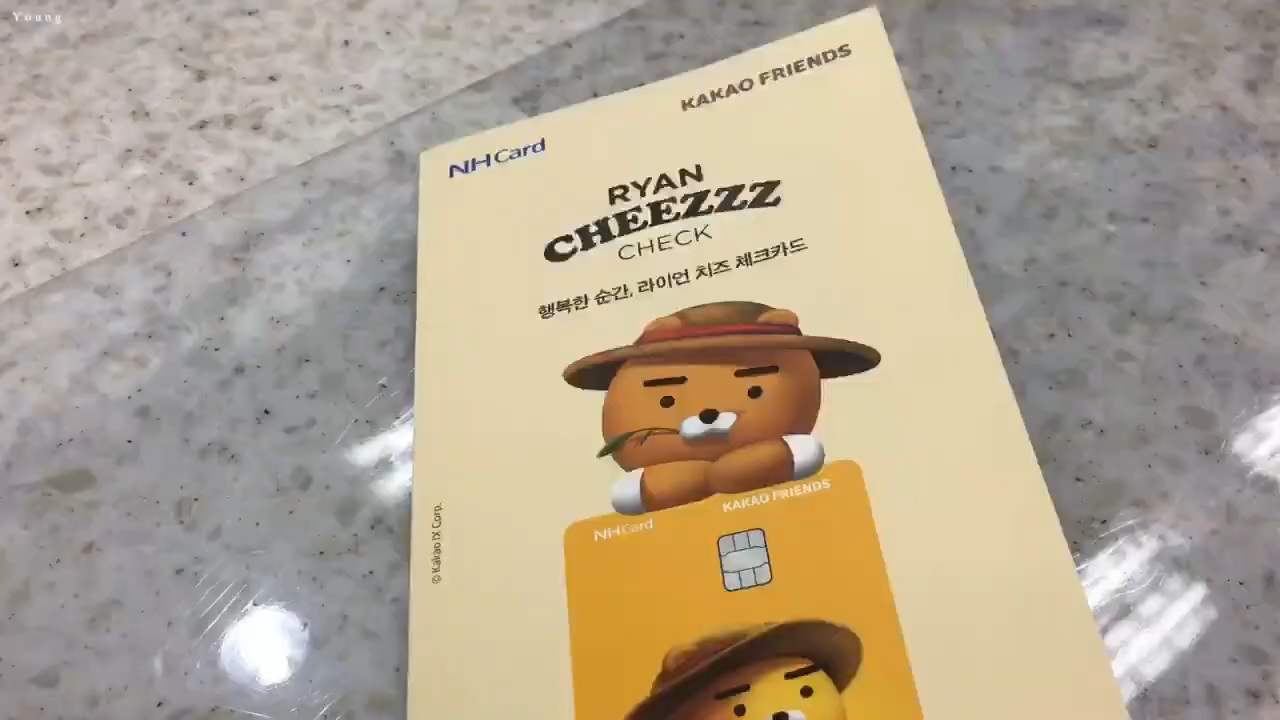 Young
KAKAO FRIENDS
NHCard
RYAN
CHEEZZZ
CHECK
행복한 순간, 라이언 치즈 체크카드
© Kakao IX Corp.
NHCard
KAKAO FRIENDS